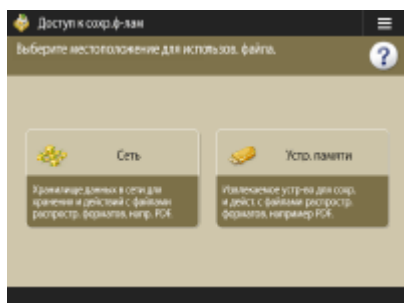 Доступ к сохр.ф-лам
Выберите местоположение для использов. файла.
?
Сеть
Устр. памяти
Хранилище данных в сети для
хранения и действий с файлами
распростр. форматов, напр. PDF.
Извлекаемое устр-во для сохр.
и дейст. с файлами распростр.
форматов, например PDF.